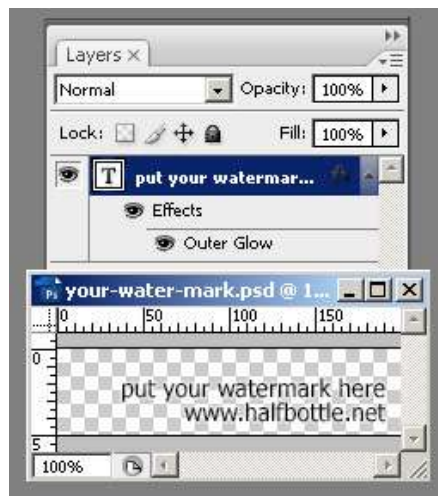 Layers ×
Normal Opacity: 100%
Lock: Fill: 100%
T put your watermar...
Effects
Outer Glow
Ps your-water-mark.psd @ 1...
0 50 100 150
0
put your watermark here
www.halfbottle.net
5
100%